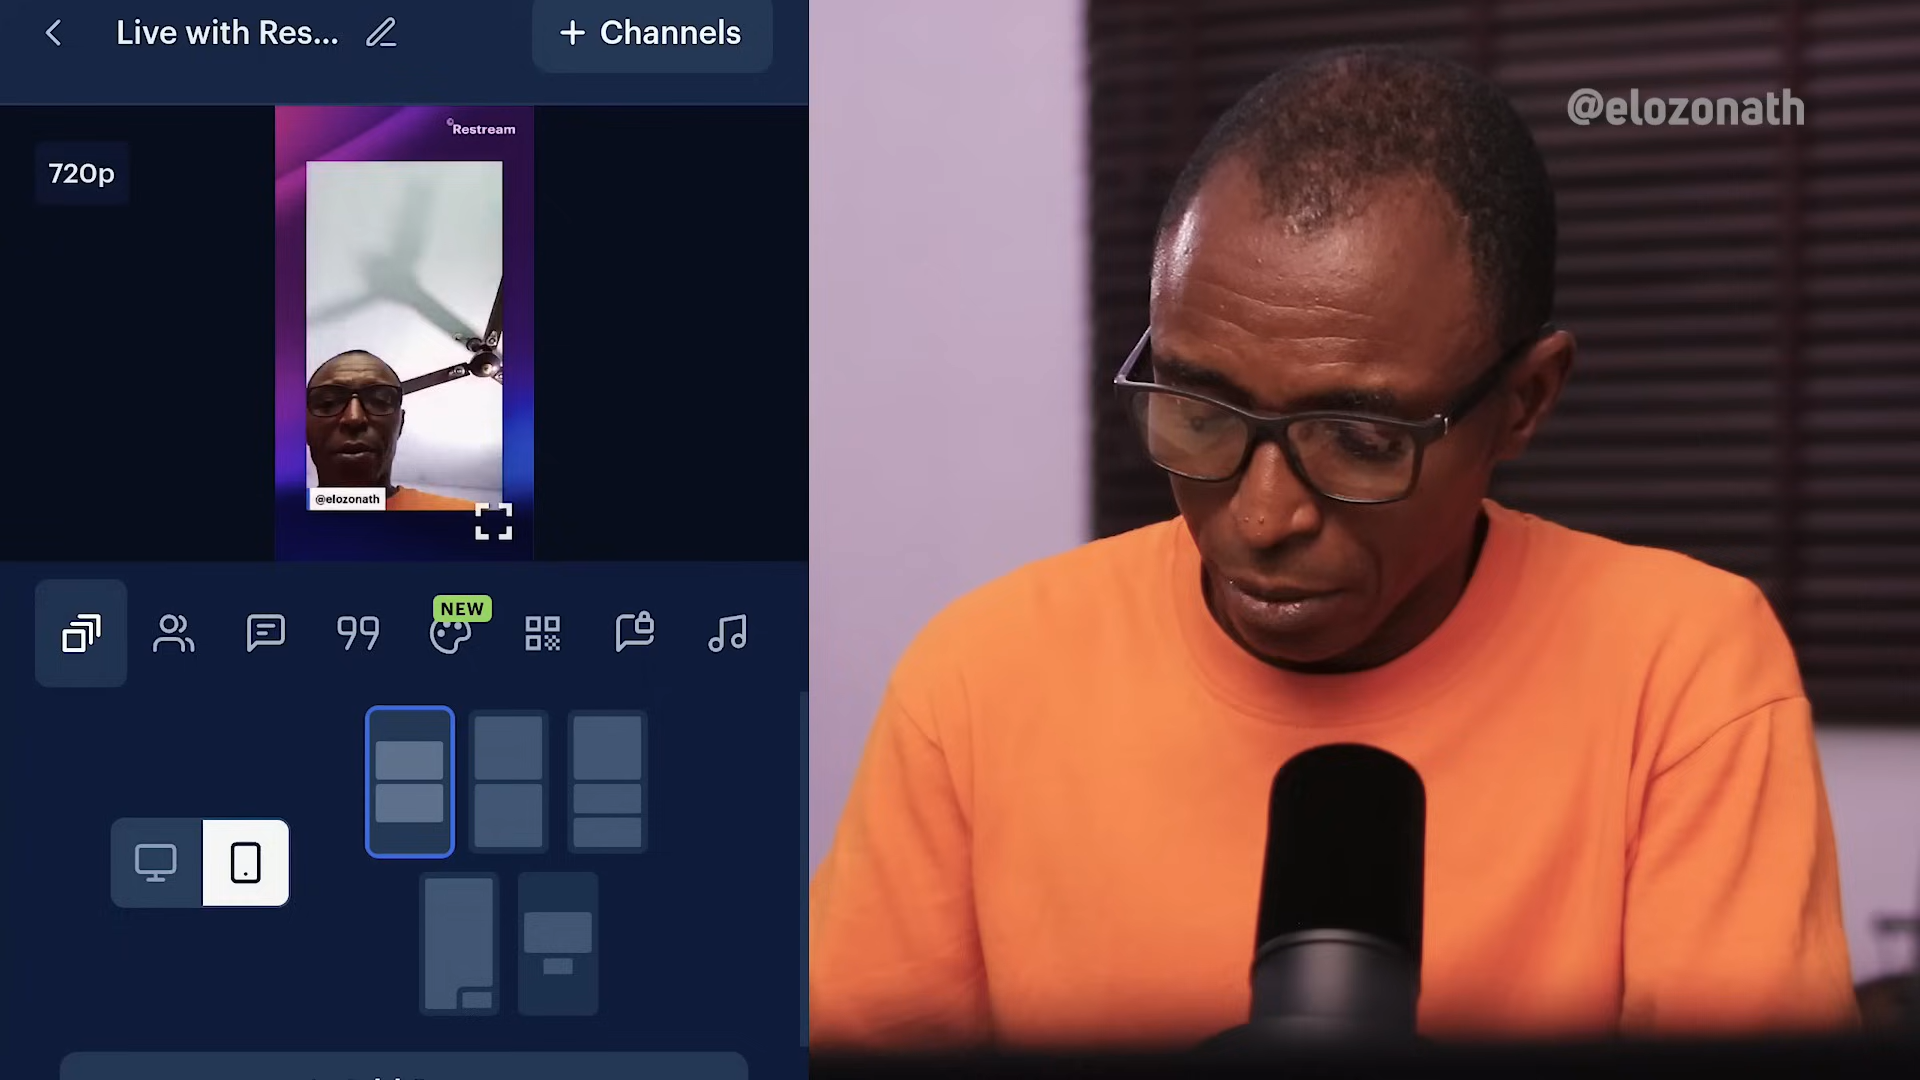 Live with Res...
+ Channels
720p
Restream
@elozonath
@elozonath
NEW